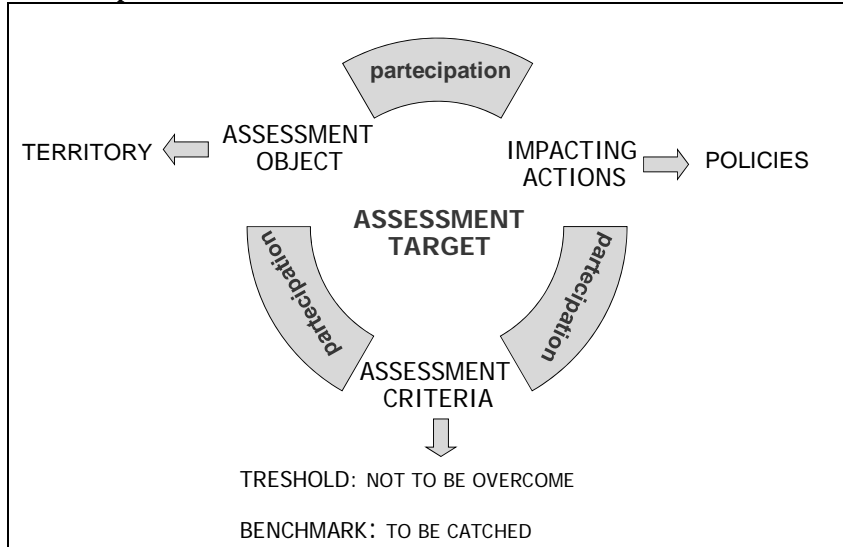 partecipation
TERRITORY
ASSESSMENT
OBJECT
IMPACTING
ACTIONS
POLICIES
ASSESSMENT
TARGET
partecipation
partecipation
ASSESSMENT
CRITERIA
TRESHOLD: NOT TO BE OVERCOME
BENCHMARK: TO BE CATCHED